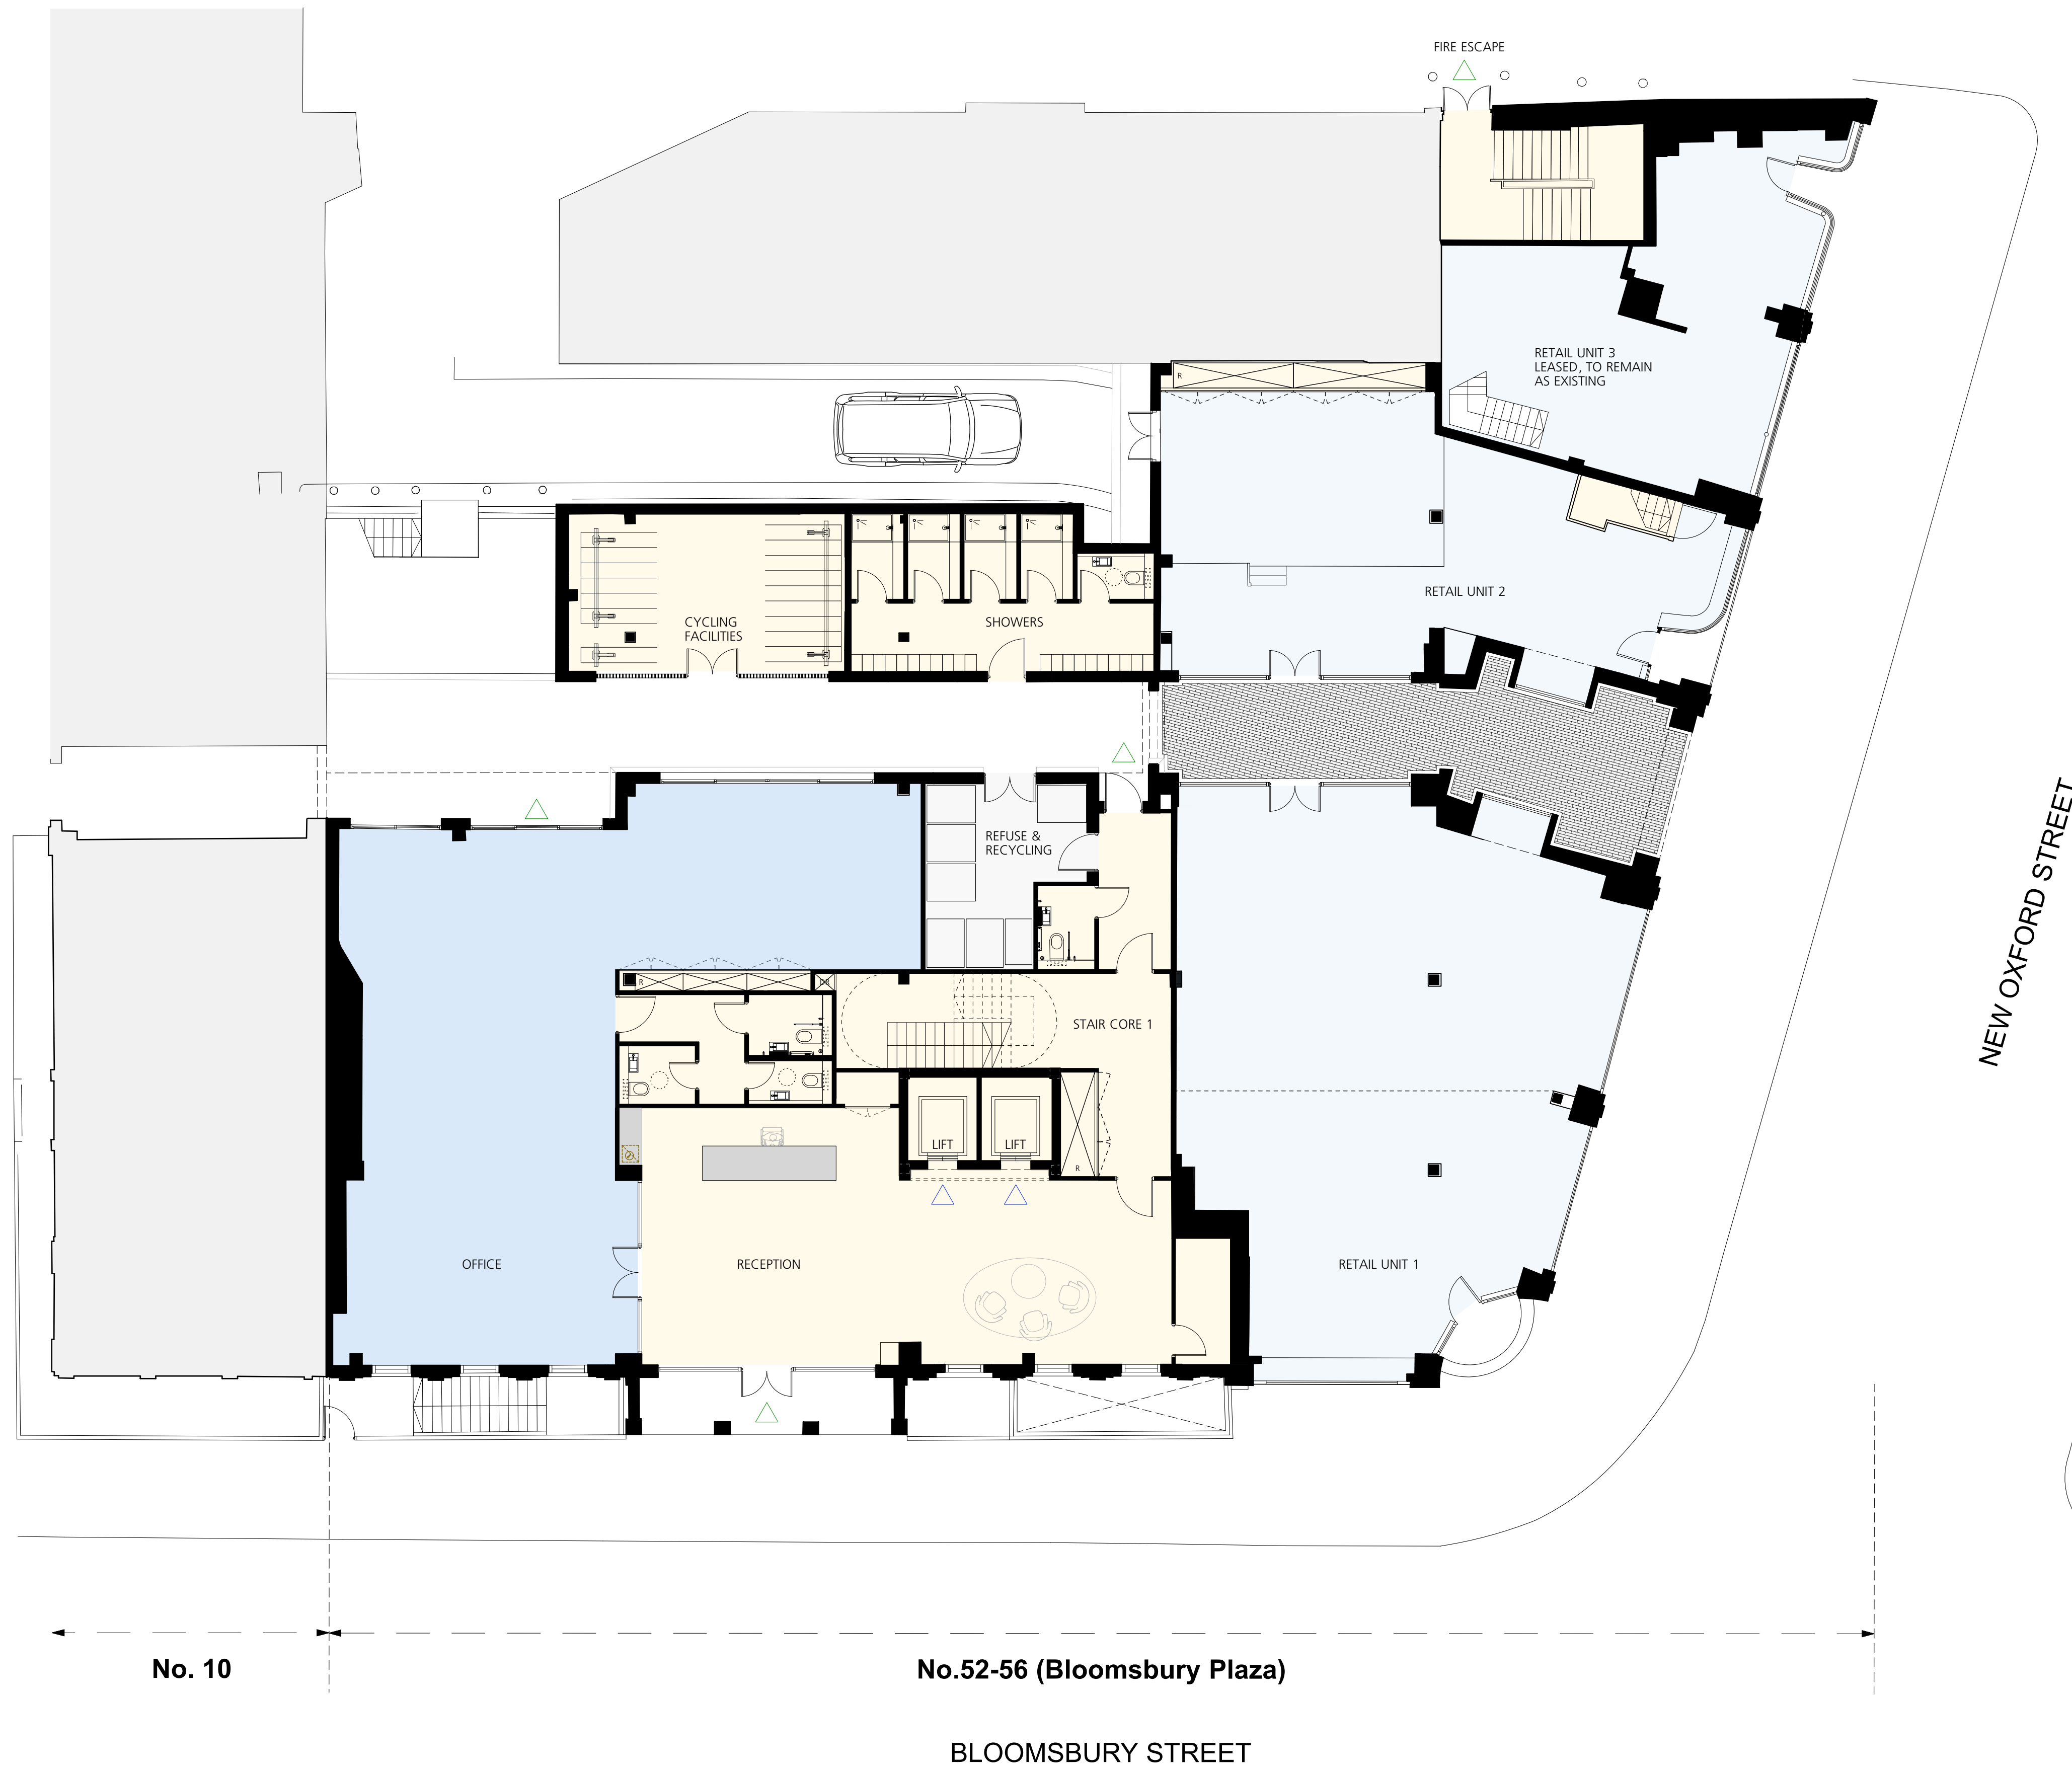 FIRE ESCAPE
RETAIL UNIT 3
LEASED, TO REMAIN
AS EXISTING
R
RETAIL UNIT 2
CYCLING
FACILITIES
SHOWERS
REFUSE &
RECYCLING
NEW OXFORD STREET
R
DR
STAIR CORE 1
LIFT
LIFT
R
OFFICE
RECEPTION
RETAIL UNIT 1
No. 10
No.52-56 (Bloomsbury Plaza)
BLOOMSBURY STREET